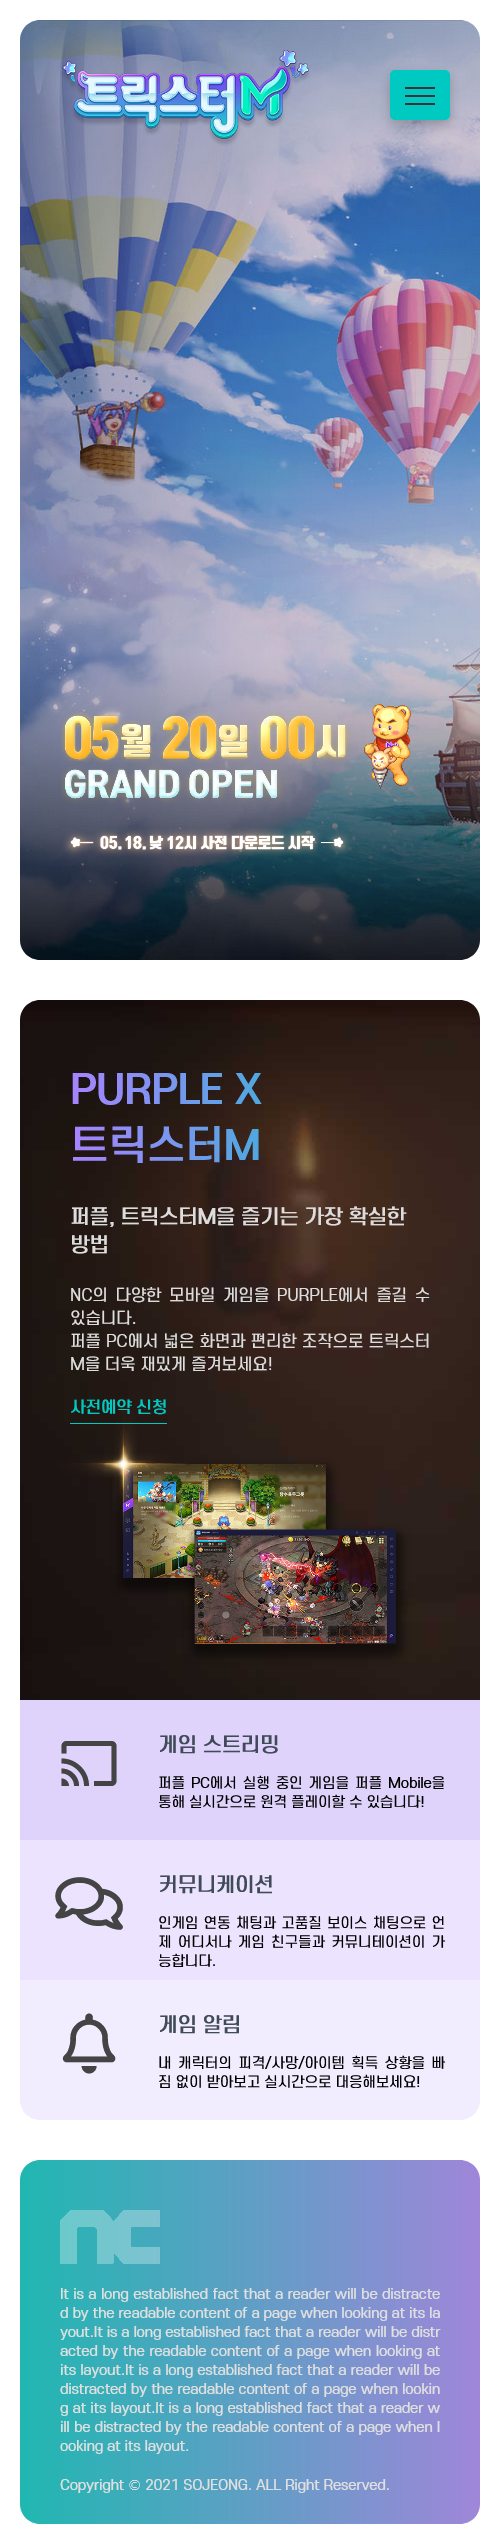 트릭스터M
05월 20일 00시
GRAND OPEN
05. 18. 낮 12시 사전 다운로드 시작
PURPLE X
트릭스터M
퍼플, 트릭스터M을 즐기는 가장 확실한
방법
NC의 다양한 모바일 게임을 PURPLE에서 즐길 수
있습니다.
퍼플 PC에서 넓은 화면과 편리한 조작으로 트릭스터
M을 더욱 재밌게 즐겨보세요!
사전예약 신청
게임 스트리밍
퍼플 PC에서 실행 중인 게임을 퍼플 Mobile을
통해 실시간으로 원격 플레이할 수 있습니다!
커뮤니케이션
인게임 연동 채팅과 고품질 보이스 채팅으로 언
제 어디서나 게임 친구들과 커뮤니테이션이 가
능합니다.
게임 알림
내 캐릭터의 피격/사망/아이템 획득 상황을 빠
짐 없이 받아보고 실시간으로 대응해보세요!
nc
It is a long established fact that a reader will be distracte
d by the readable content of a page when looking at its la
yout.It is a long established fact that a reader will be distr
acted by the readable content of a page when looking at
its layout.It is a long established fact that a reader will be
distracted by the readable content of a page when lookin
g at its layout.It is a long established fact that a reader w
ill be distracted by the readable content of a page when l
ooking at its layout.
Copyright © 2021 SOJEONG. ALL Right Reserved.